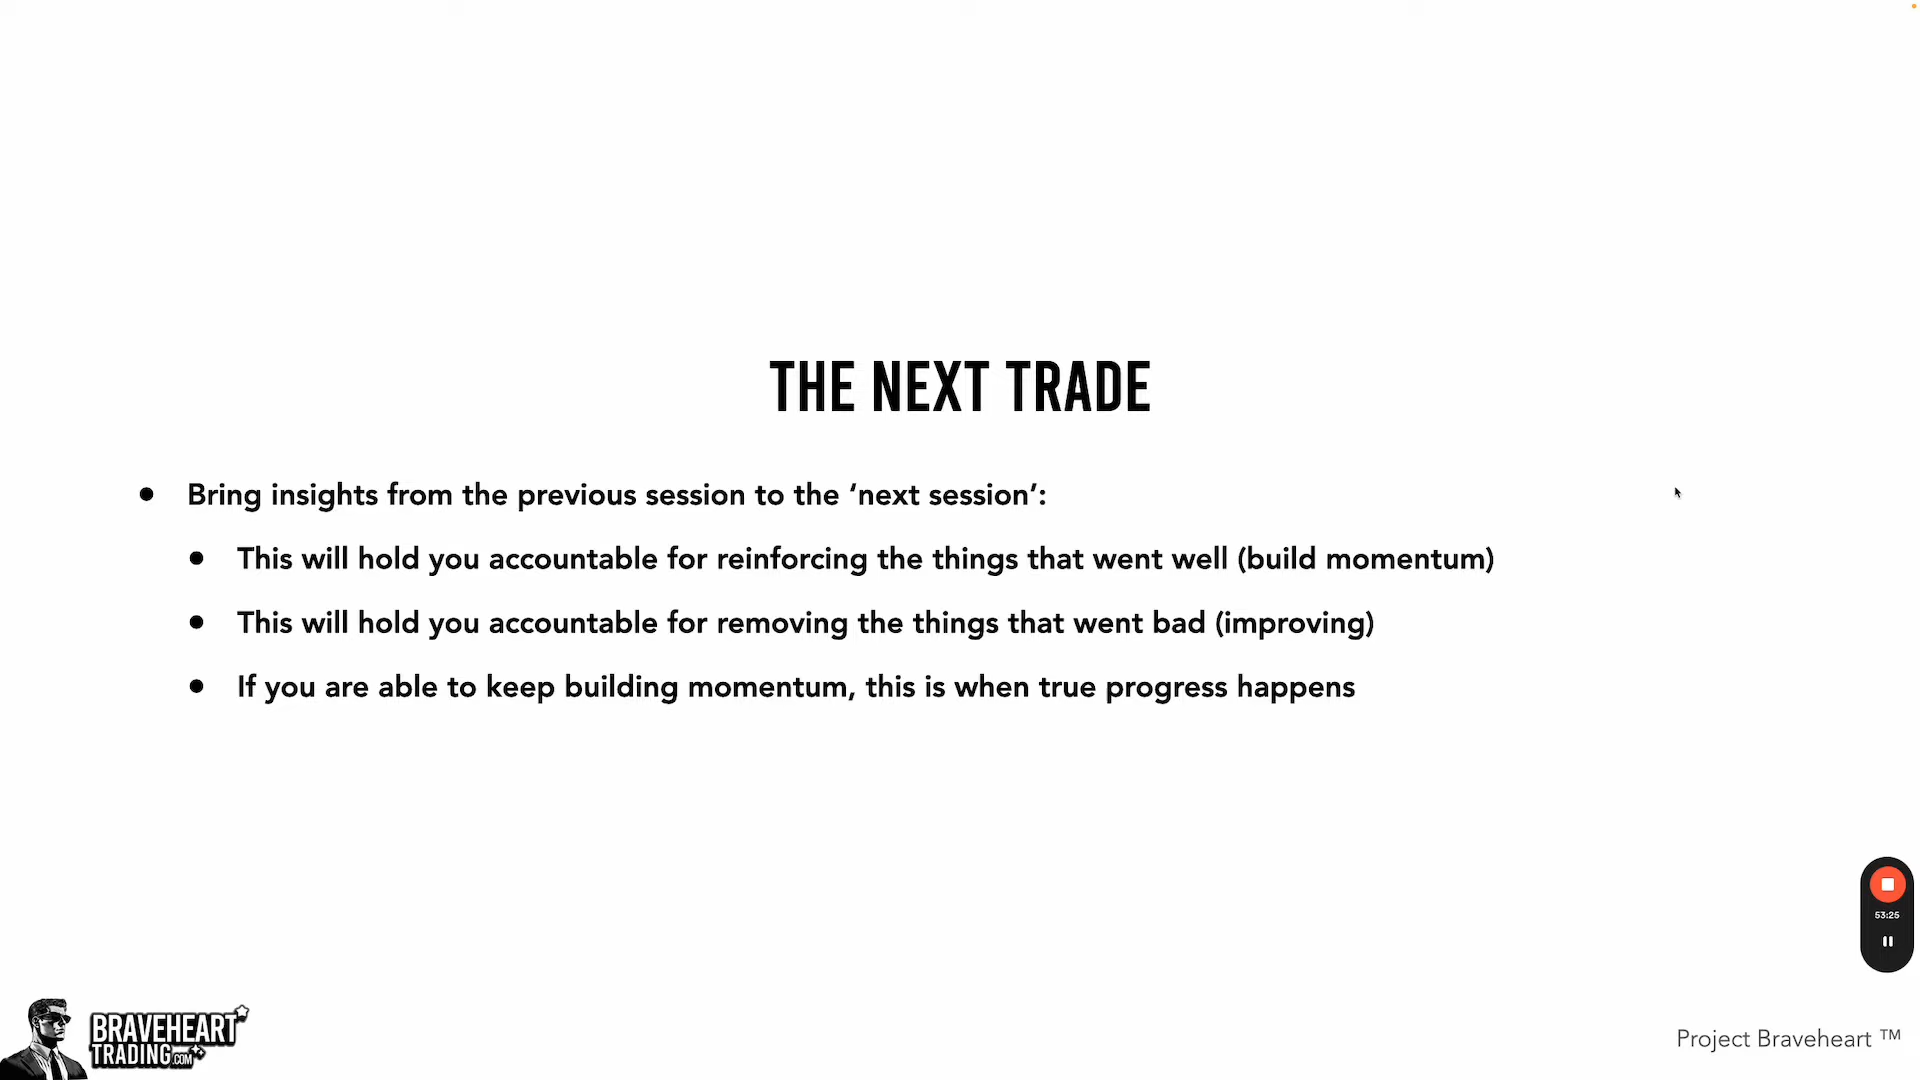 THE NEXT TRADE
• Bring insights from the previous session to the ‘next session’:
• This will hold you accountable for reinforcing the things that went well (build momentum)
• This will hold you accountable for removing the things that went bad (improving)
• If you are able to keep building momentum, this is when true progress happens
53:25
BRAVEHEART
TRADING.COM
Project Braveheart ™